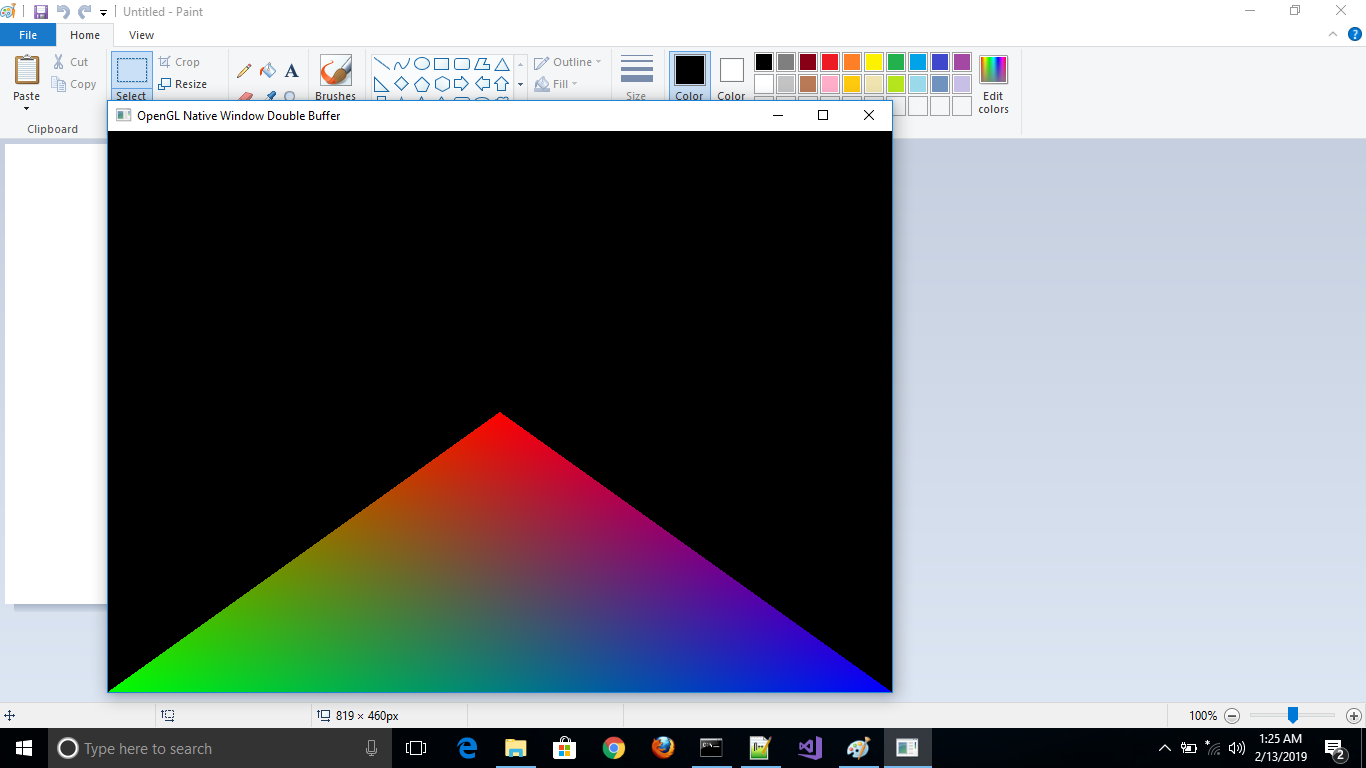 Untitled - Paint
File Home View
Paste
Cut
Copy
Clipboard
Select
Crop
Resize
A
Brushes
Outline
Fill
Size
Color
Color
Edit
colors
?
OpenGL Native Window Double Buffer
819 × 460px
100%
Type here to search
1:25 AM
2/13/2019
2